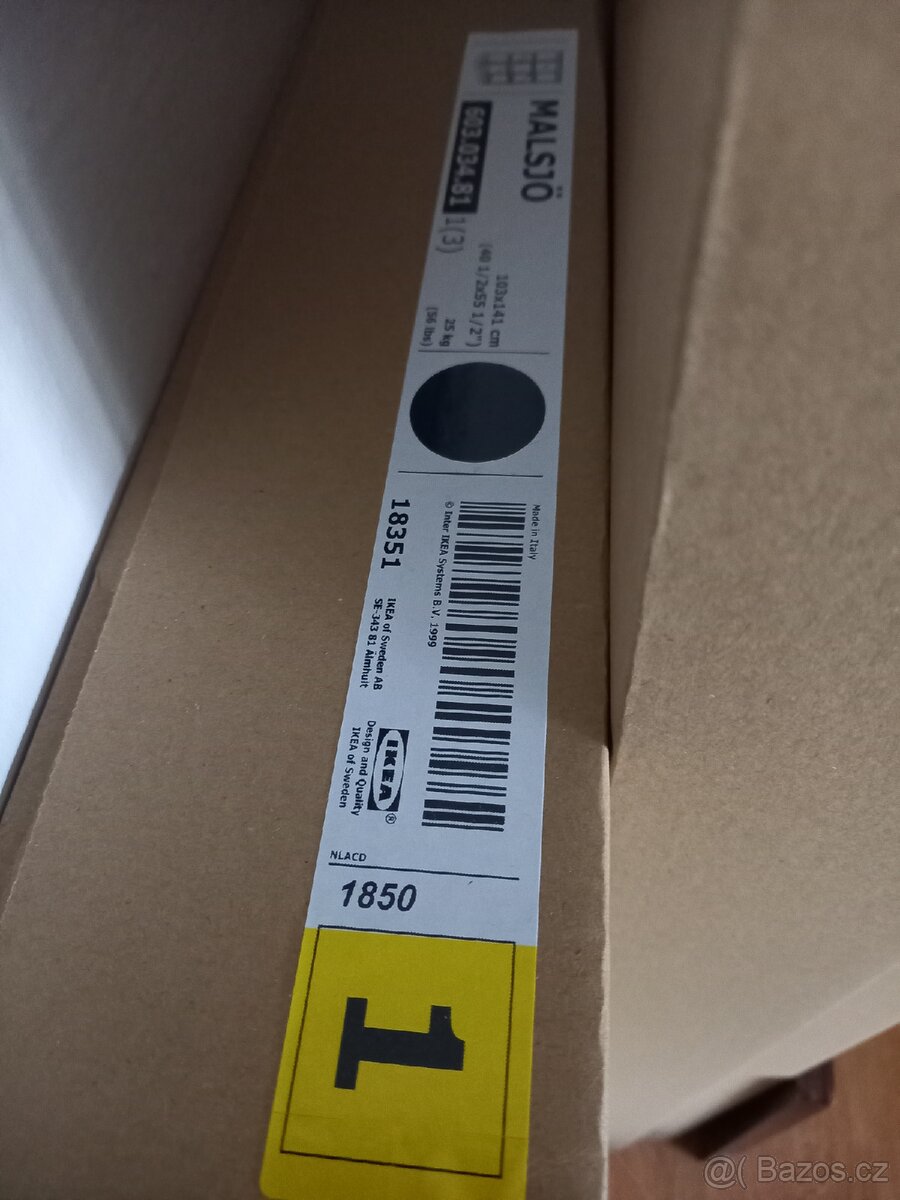 MALSJÖ
603.034.81 1(3)
103x141 cm
(40 1/2x55 1/2")
25 kg
(56 lbs)
Made in Italy
© Inter IKEA Systems B.V. 1999
18351
IKEA of Sweden AB
SE-343 81 Älmhult
IKEA®
Design and Quality
IKEA of Sweden
NLACD
1850
1
@( Bazos.cz